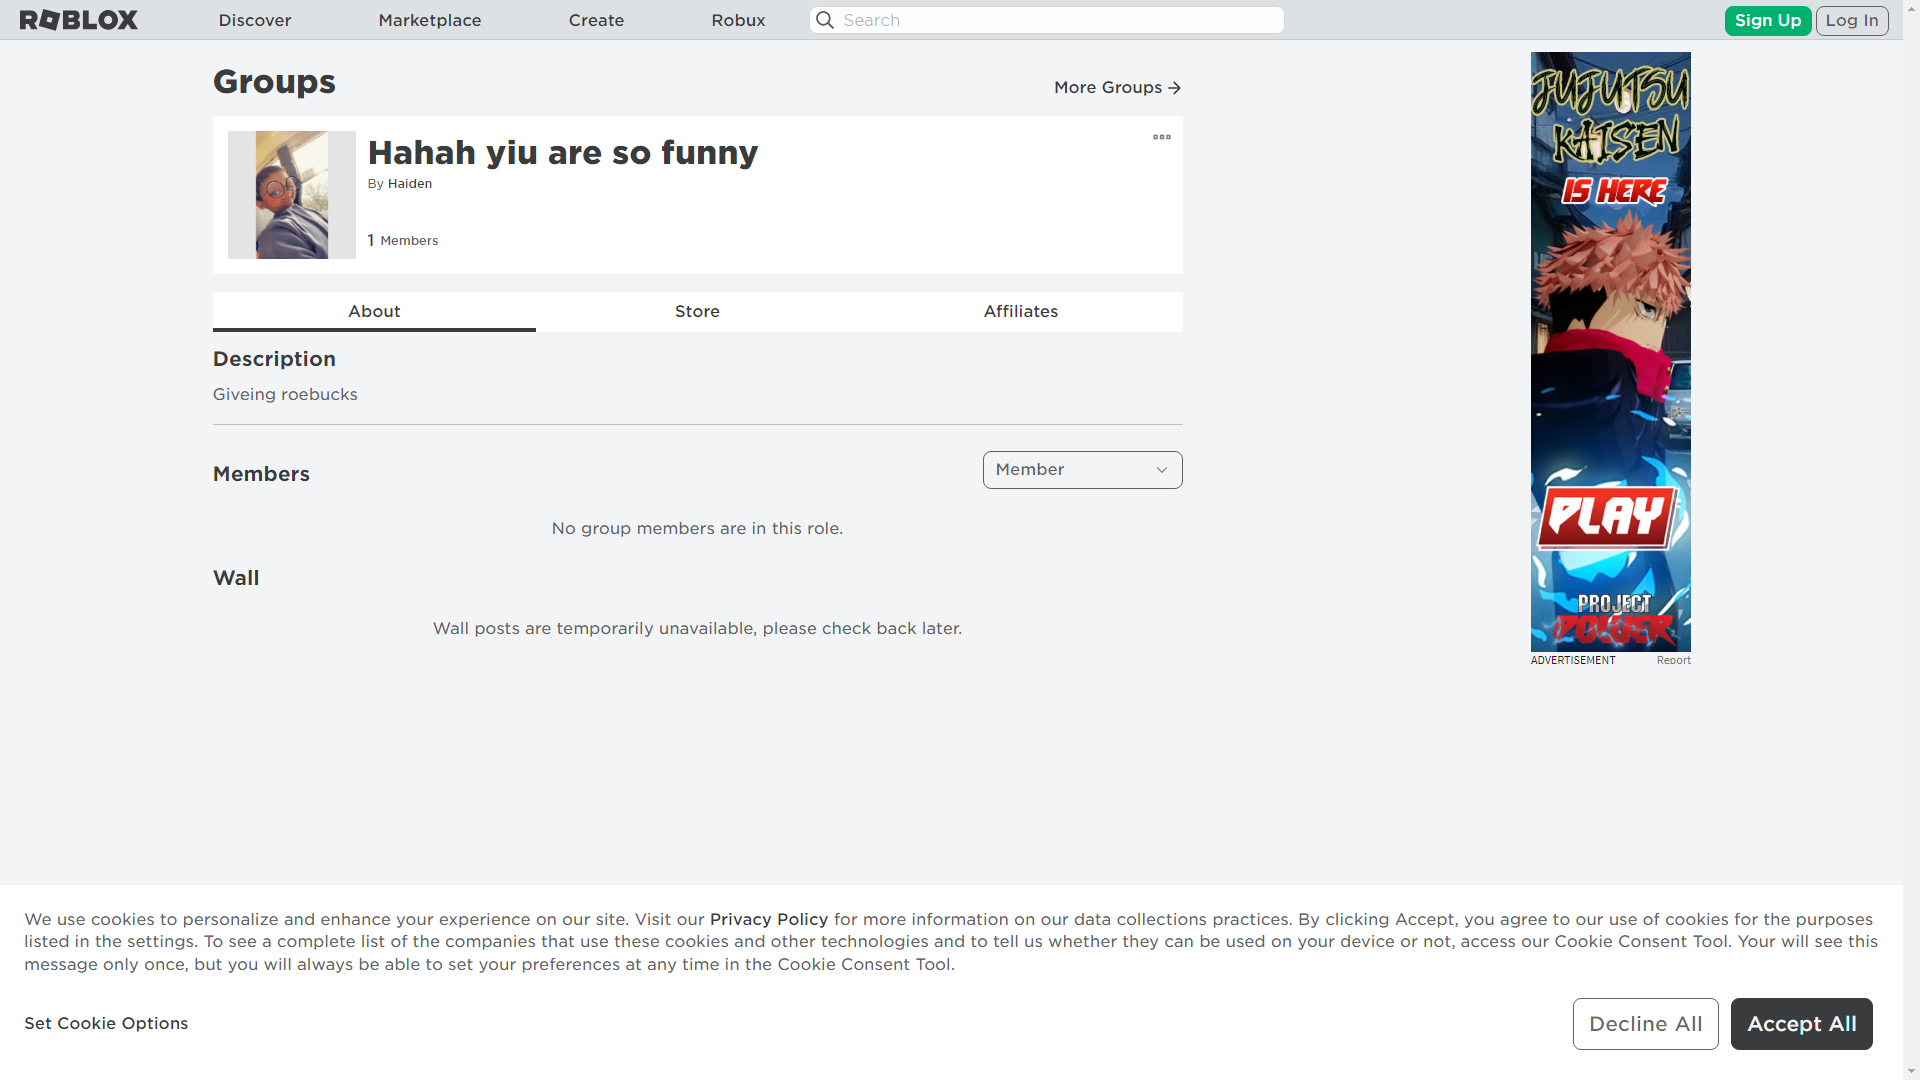 ROBLOX
Discover
Marketplace
Create
Robux
Search
Sign Up
Log In
Groups
More Groups
Hahah yiu are so funny
By Haiden
1 Members
About
Store
Affiliates
Description
Giveing roebucks
Members
Member
No group members are in this role.
Wall
Wall posts are temporarily unavailable, please check back later.
JUJUTSU
KAISEN
IS HERE
PLAY
PROJECT
POWER
ADVERTISEMENT
Report
We use cookies to personalize and enhance your experience on our site. Visit our Privacy Policy for more information on our data collections practices. By clicking Accept, you agree to our use of cookies for the purposes
listed in the settings. To see a complete list of the companies that use these cookies and other technologies and to tell us whether they can be used on your device or not, access our Cookie Consent Tool. Your will see this
message only once, but you will always be able to set your preferences at any time in the Cookie Consent Tool.
Set Cookie Options
Decline All
Accept All